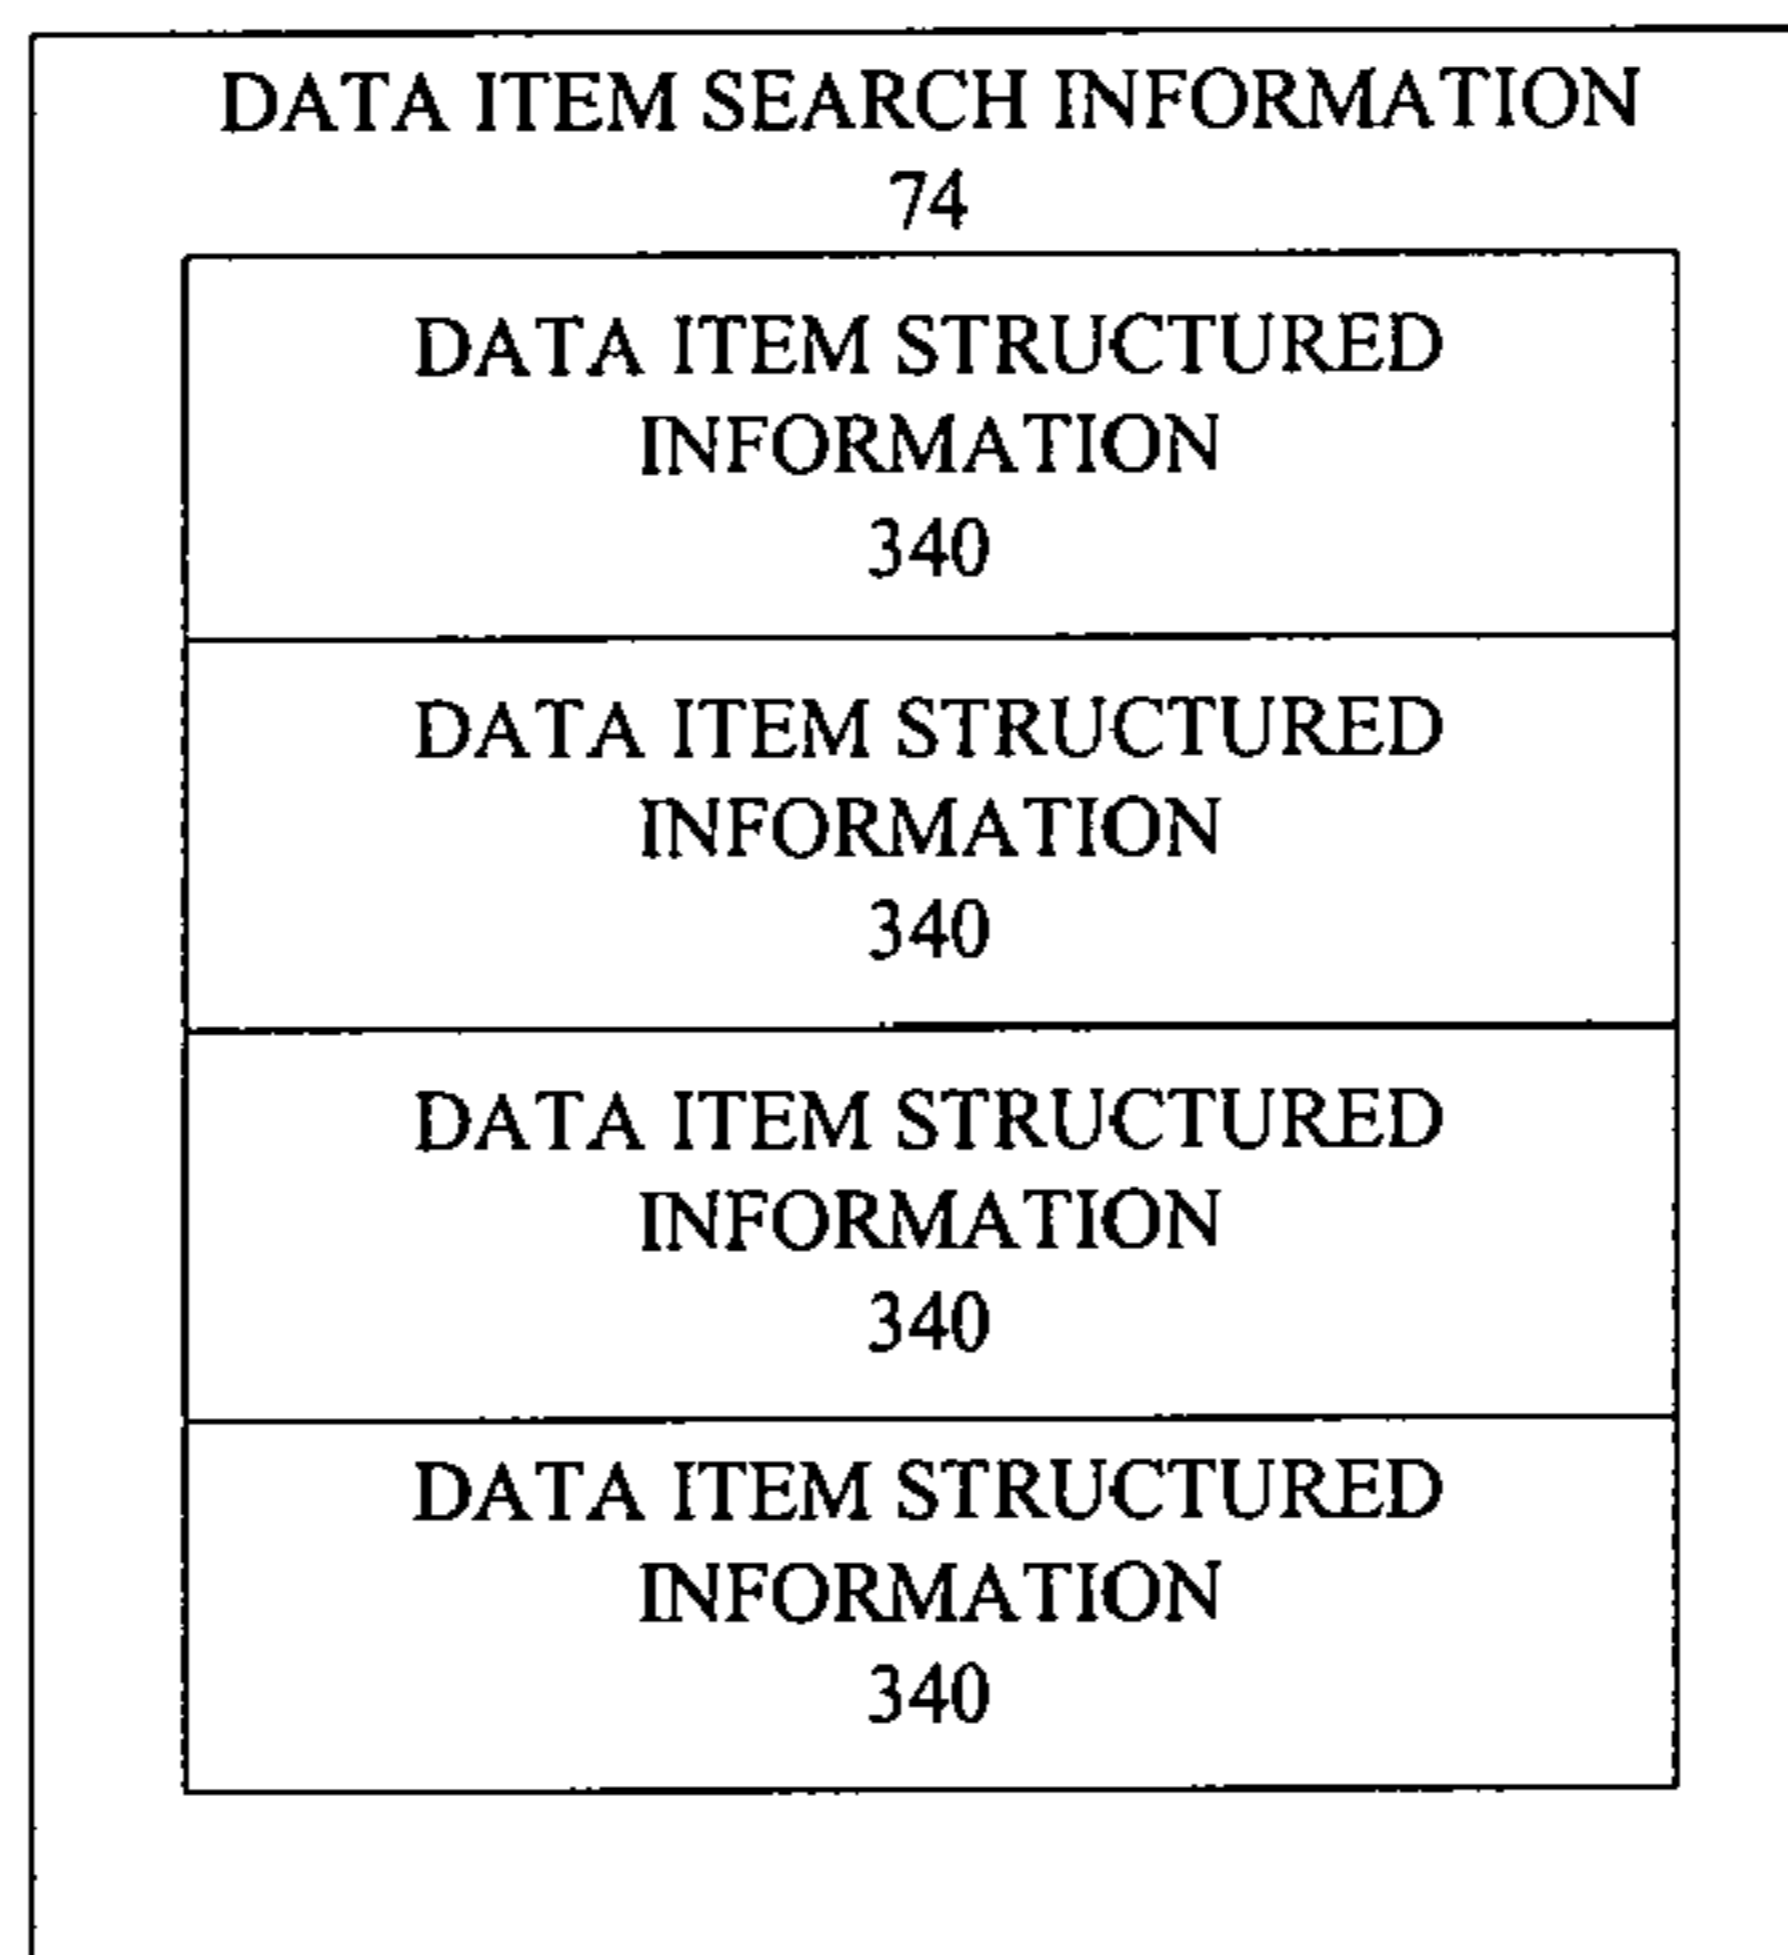 DATA ITEM SEARCH INFORMATION
74
DATA ITEM STRUCTURED
INFORMATION
340
DATA ITEM STRUCTURED
INFORMATION
340
DATA ITEM STRUCTURED
INFORMATION
340
DATA ITEM STRUCTURED
INFORMATION
340